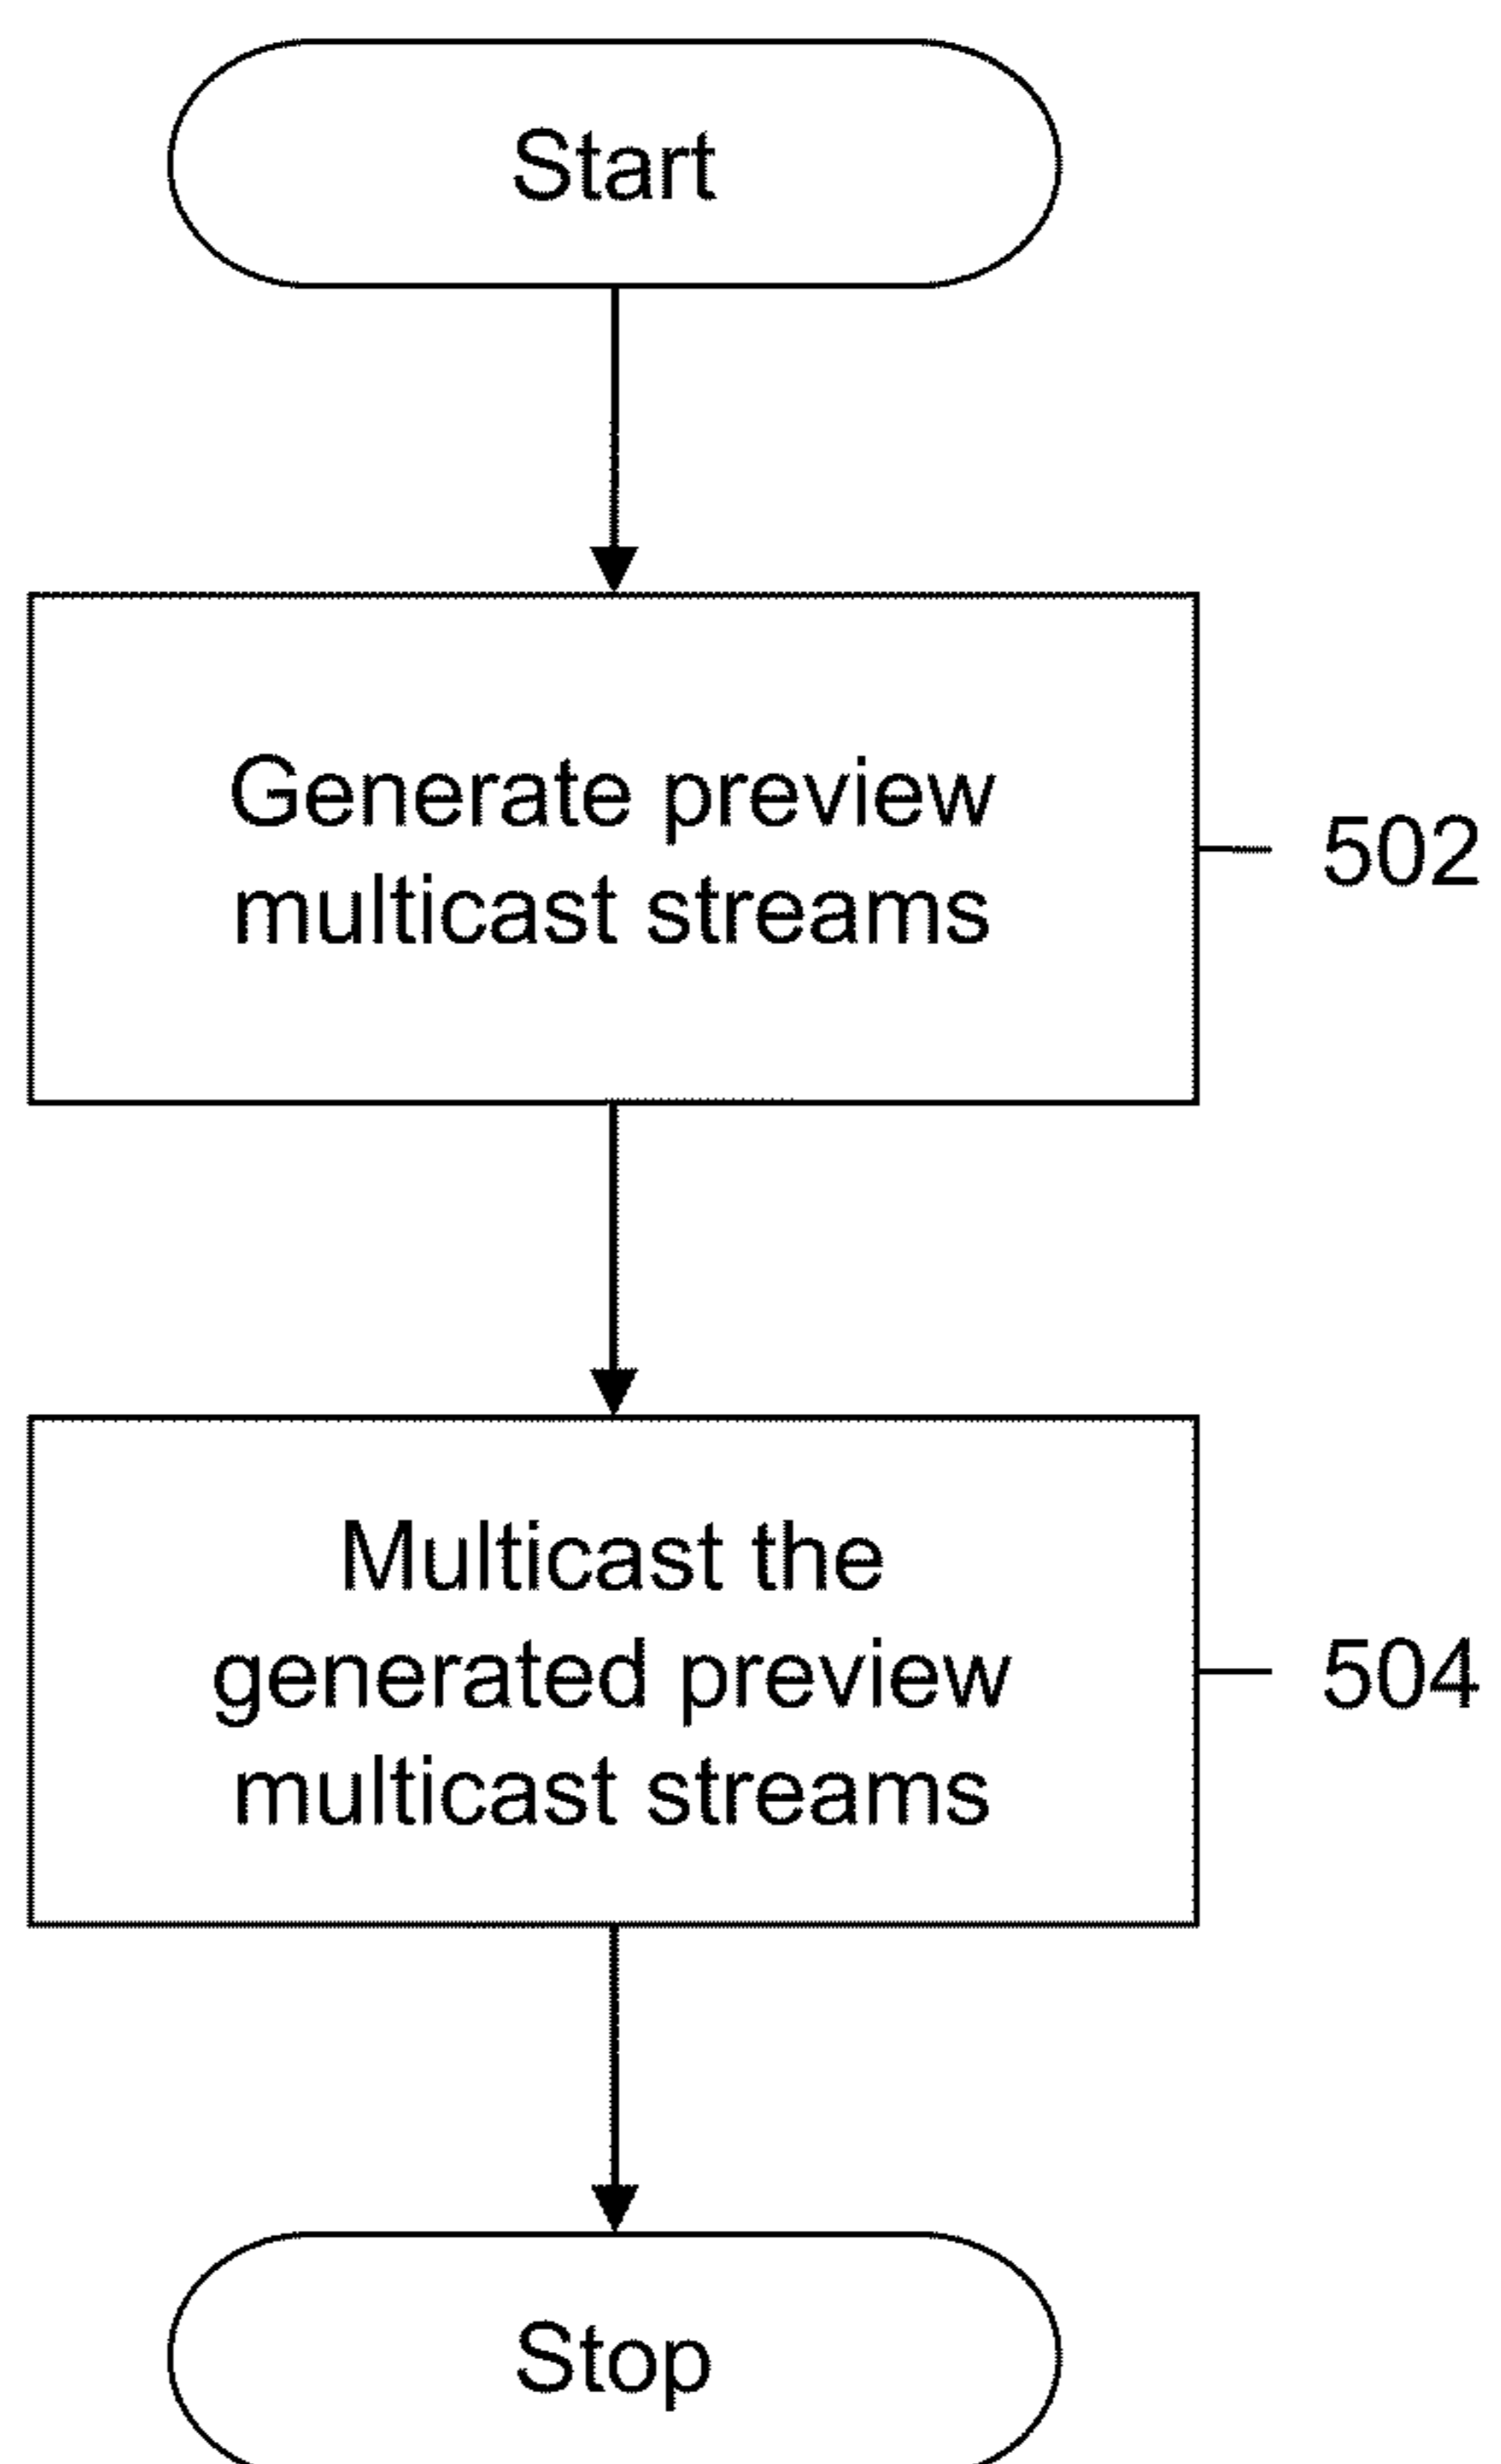 Start
Generate preview
multicast streams
502
Multicast the
generated preview
multicast streams
504
Stop